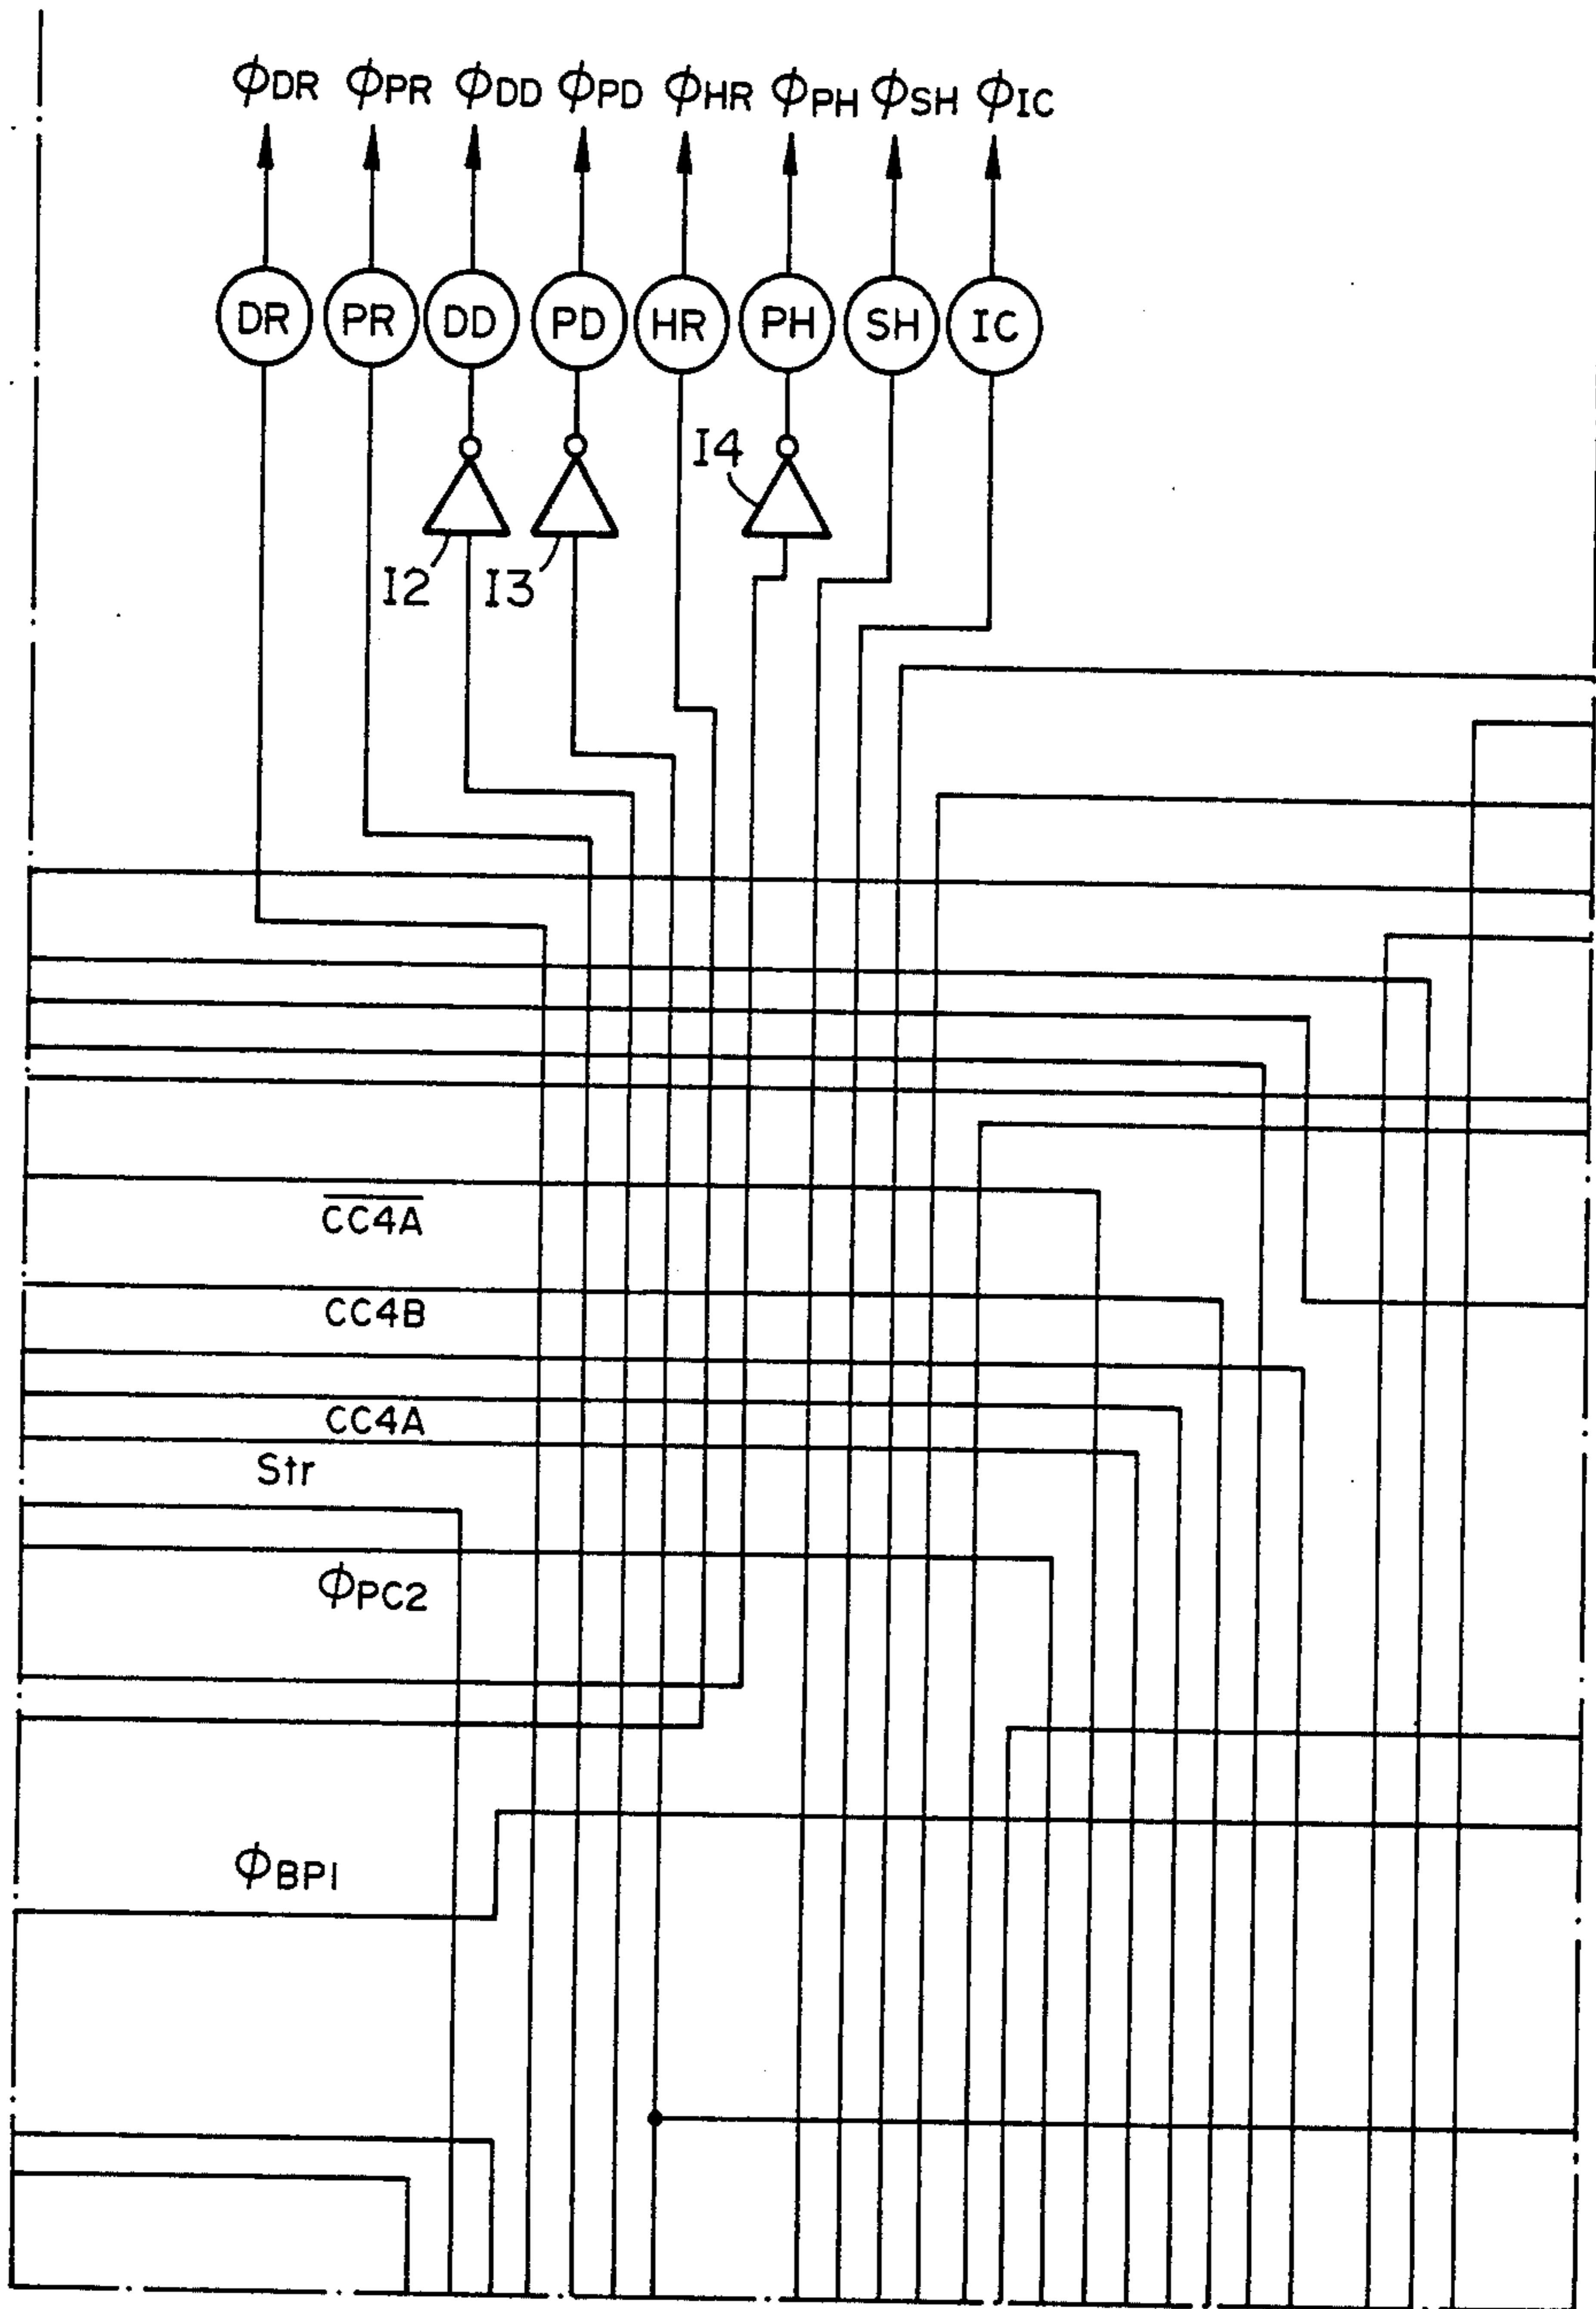 ϕDR ϕPR ϕDD ϕPD ϕHR ϕPH ϕSH ϕIC
DR PR DD PD HR PH SH IC
I4
I2 I3
C̅C̅4̅A̅
CC4B
CC4A
Str
ϕPC2
ϕBP1